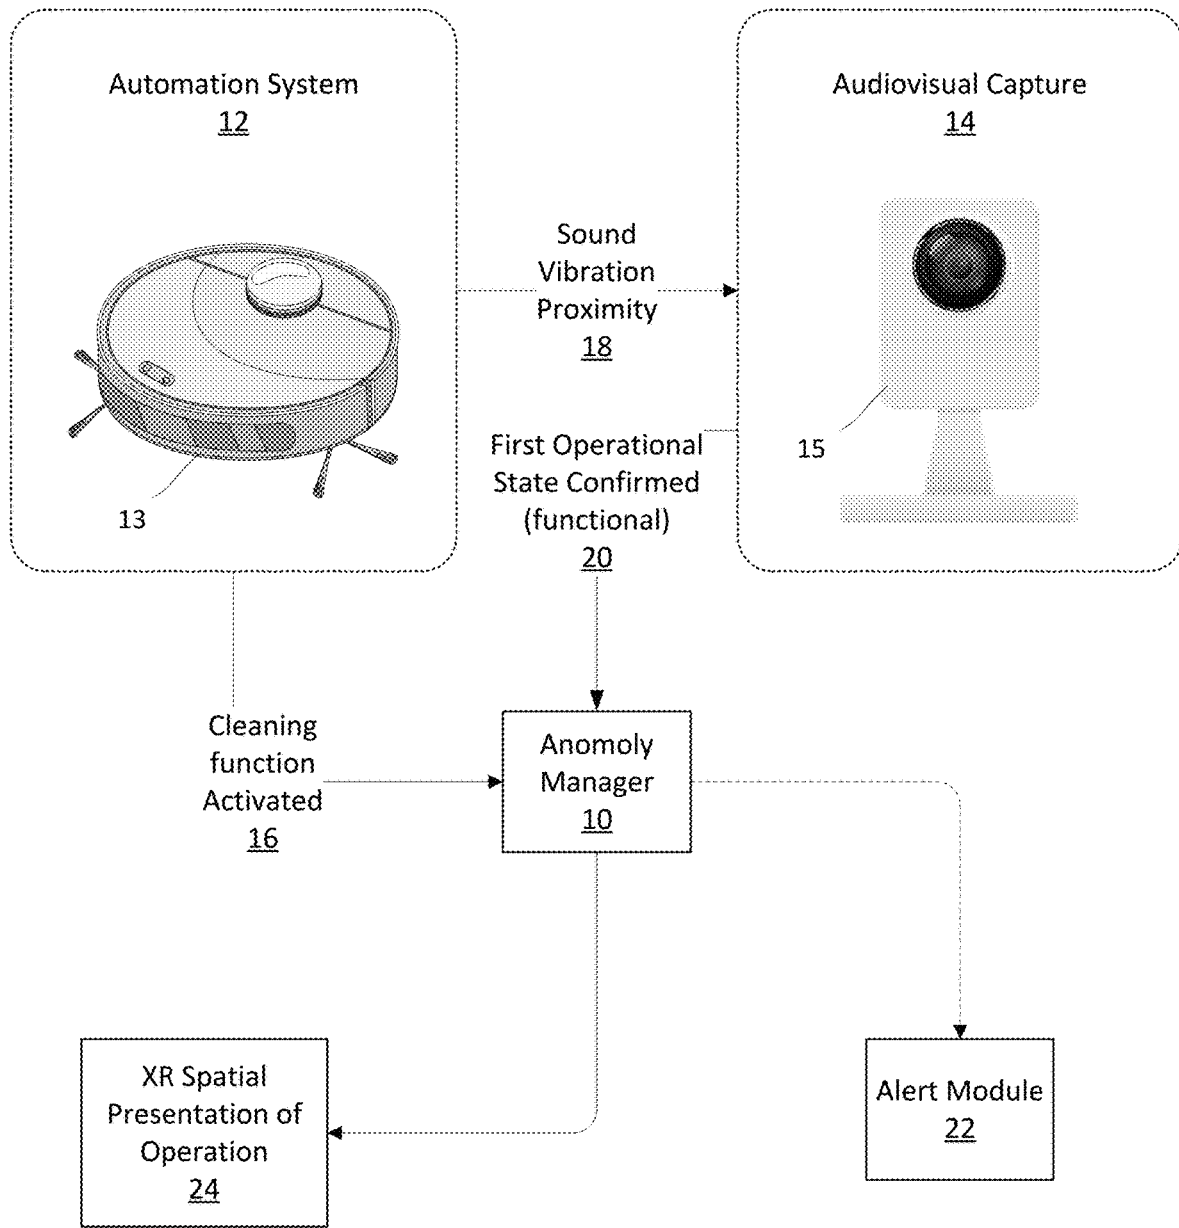 Automation System
12
Audiovisual Capture
14
Sound
Vibration
Proximity
18
First Operational
State Confirmed
(functional)
20
15
13
Cleaning
function
Activated
16
Anomoly
Manager
10
XR Spatial
Presentation of
Operation
24
Alert Module
22